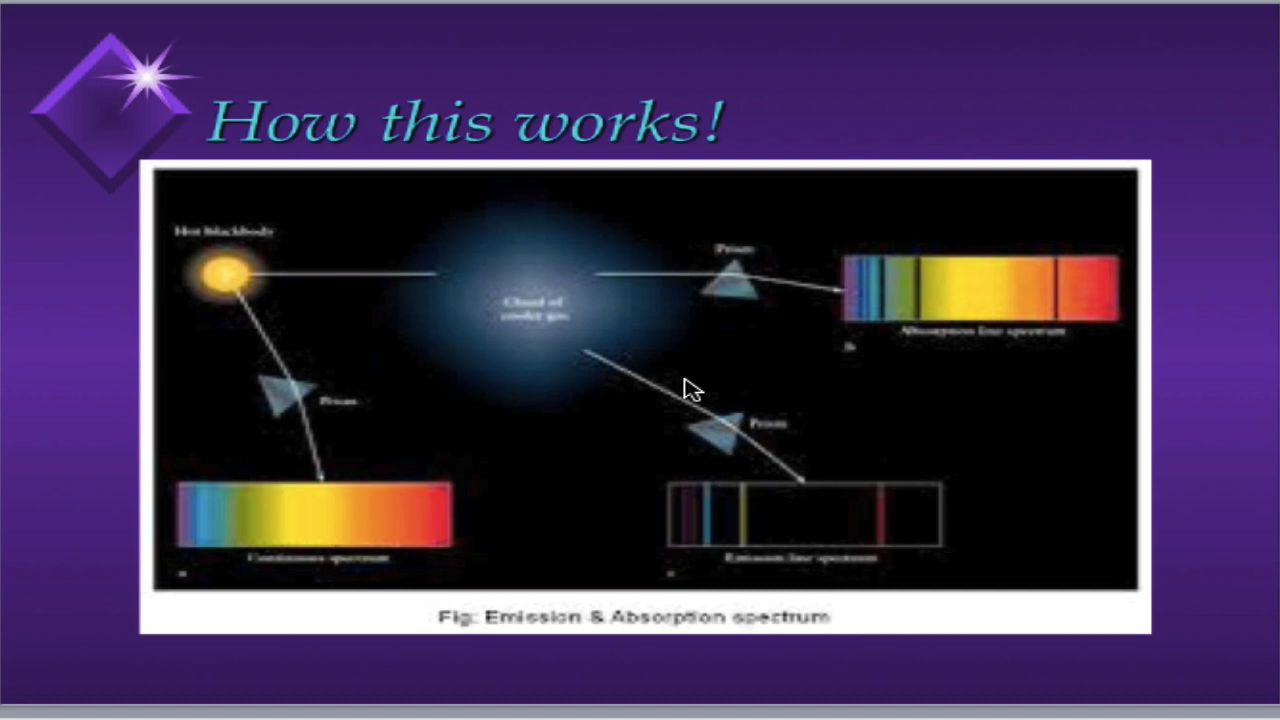 How this works!
Hot blackbody
Prism
Cloud of
cooler gas
Absorption line spectrum
b
Prism
Prism
Continuous spectrum
a
Emission line spectrum
c
Fig: Emission & Absorption spectrum